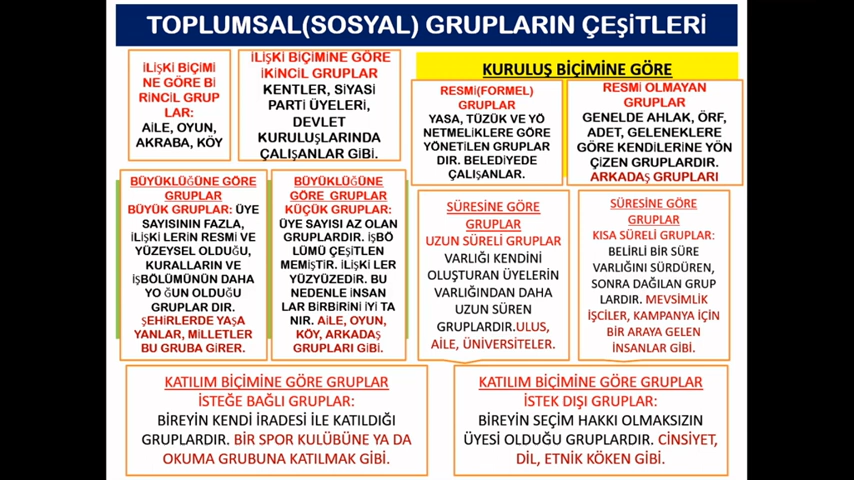 TOPLUMSAL(SOSYAL) GRUPLARIN ÇEŞİTLERİ
İLİŞKİ BİÇİMİ
NE GÖRE Bİ
RİNCİL GRUP
LAR:
AİLE, OYUN,
AKRABA, KÖY
İLİŞKİ BİÇİMİNE GÖRE
İKİNCİL GRUPLAR
KENTLER, SİYASİ
PARTİ ÜYELERİ,
DEVLET
KURULUŞLARINDA
ÇALIŞANLAR GİBİ.
KURULUŞ BİÇİMİNE GÖRE
RESMİ(FORMEL)
GRUPLAR
YASA, TÜZÜK VE YÖ
NETMELİKLERE GÖRE
YÖNETİLEN GRUPLAR
DIR. BELEDİYEDE
ÇALIŞANLAR.
RESMİ OLMAYAN
GRUPLAR
GENELDE AHLAK, ÖRF,
ADET, GELENEKLERE
GÖRE KENDİLERİNE YÖN
ÇİZEN GRUPLARDIR.
ARKADAŞ GRUPLARI
BÜYÜKLÜĞÜNE GÖRE
GRUPLAR
BÜYÜK GRUPLAR: ÜYE
SAYISININ FAZLA,
İLİŞKİ LERİN RESMİ VE
YÜZEYSEL OLDUĞU,
KURALLARIN VE
İŞBÖLÜMÜNÜN DAHA
YO ĞUN OLDUĞU
GRUPLAR DIR.
ŞEHİRLERDE YAŞA
YANLAR, MİLLETLER
BU GRUBA GİRER.
BÜYÜKLÜĞÜNE
GÖRE GRUPLAR
KÜÇÜK GRUPLAR:
ÜYE SAYISI AZ OLAN
GRUPLARDIR. İŞBÖ
LÜMÜ ÇEŞİTLEN
MEMİŞTİR. İLİŞKİ LER
YÜZYÜZEDİR. BU
NEDENLE İNSAN
LAR BİRBİRİNİ İYİ TA
NIR. AİLE, OYUN,
KÖY, ARKADAŞ
GRUPLARI GİBİ.
SÜRESİNE GÖRE
GRUPLAR
UZUN SÜRELİ GRUPLAR
VARLIĞI KENDİNİ
OLUŞTURAN ÜYELERİN
VARLIĞINDAN DAHA
UZUN SÜREN
GRUPLARDIR.ULUS,
AİLE, ÜNİVERSİTELER.
SÜRESİNE GÖRE
GRUPLAR
KISA SÜRELİ GRUPLAR:
BELİRLİ BİR SÜRE
VARLIĞINI SÜRDÜREN,
SONRA DAĞILAN GRUP
LARDIR. MEVSİMLİK
İŞÇİLER, KAMPANYA İÇİN
BİR ARAYA GELEN
İNSANLAR GİBİ.
KATILIM BİÇİMİNE GÖRE GRUPLAR
İSTEĞE BAĞLI GRUPLAR:
BİREYİN KENDİ İRADESİ İLE KATILDIĞI
GRUPLARDIR. BİR SPOR KULÜBÜNE YA DA
OKUMA GRUBUNA KATILMAK GİBİ.
KATILIM BİÇİMİNE GÖRE GRUPLAR
İSTEK DIŞI GRUPLAR:
BİREYİN SEÇİM HAKKI OLMAKSIZIN
ÜYESİ OLDUĞU GRUPLARDIR. CİNSİYET,
DİL, ETNİK KÖKEN GİBİ.